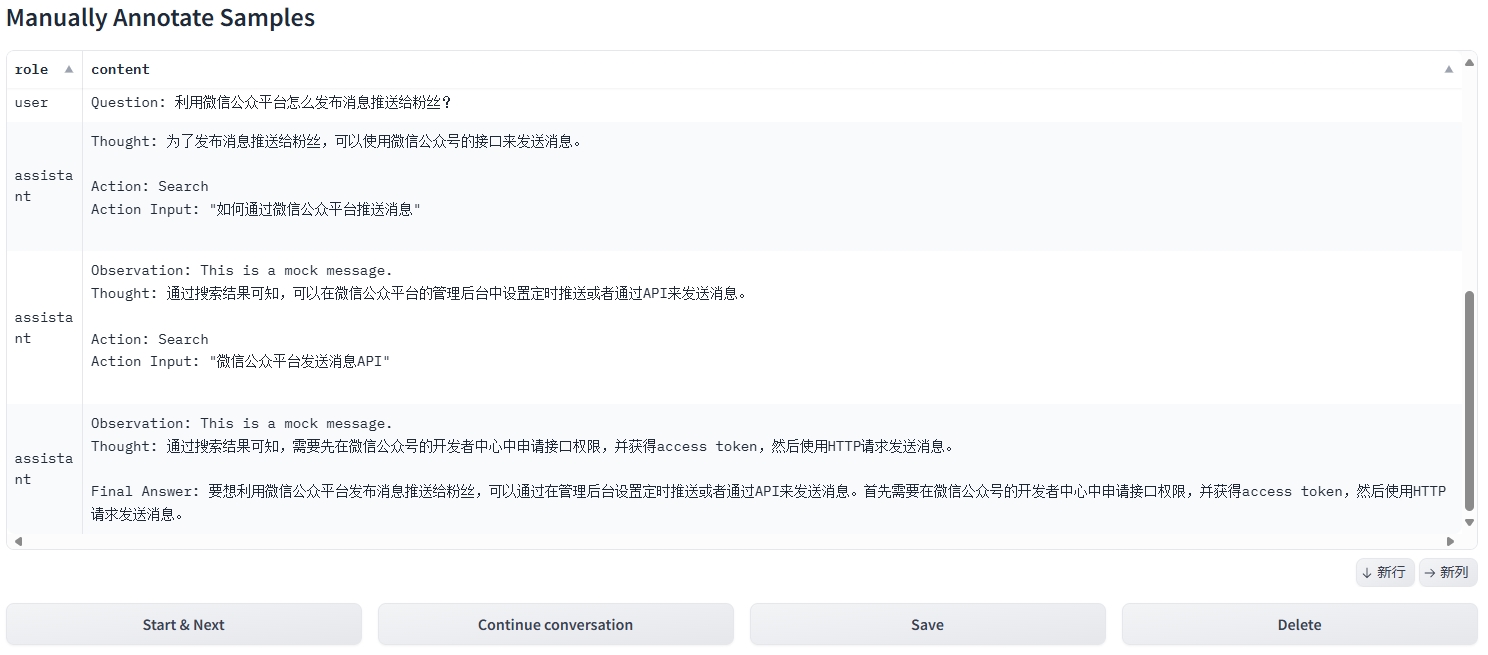 Manually Annotate Samples
role ▲ content ▲
user Question: 利用微信公众平台怎么发布消息推送给粉丝？
Thought: 为了发布消息推送给粉丝，可以使用微信公众号的接口来发送消息。
assista
nt
Action: Search
Action Input: "如何通过微信公众平台推送消息"
Observation: This is a mock message.
Thought: 通过搜索结果可知，可以在微信公众平台的管理后台中设置定时推送或者通过API来发送消息。
assista
nt
Action: Search
Action Input: "微信公众平台发送消息API"
Observation: This is a mock message.
Thought: 通过搜索结果可知，需要先在微信公众号的开发者中心中申请接口权限，并获得access token，然后使用HTTP请求发送消息。
assista
nt
Final Answer: 要想利用微信公众平台发布消息推送给粉丝，可以通过在管理后台设置定时推送或者通过API来发送消息。首先需要在微信公众号的开发者中心中申请接口权限，并获得access token，然后使用HTTP
请求发送消息。
↓ 新行 → 新列
Start & Next Continue conversation Save Delete